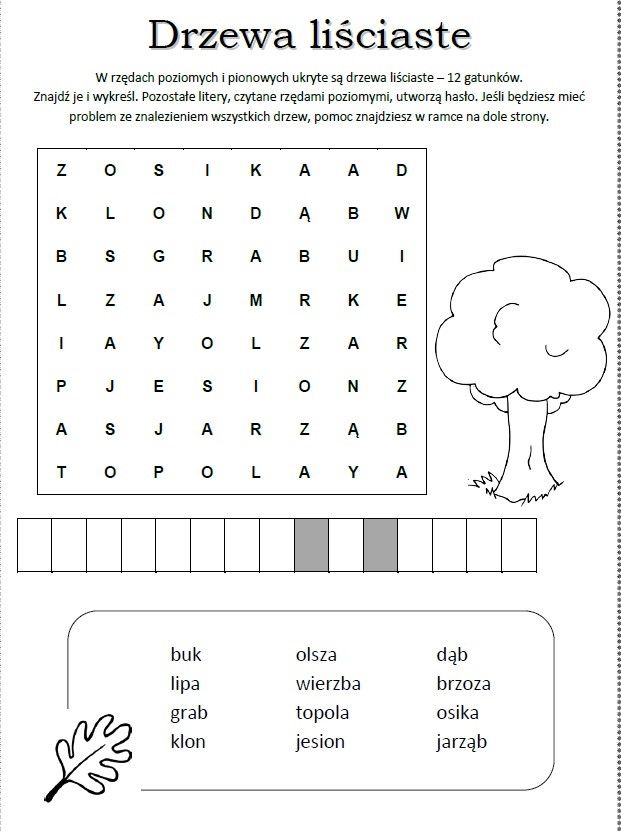 Drzewa liściaste
W rzędach poziomych i pionowych ukryte są drzewa liściaste – 12 gatunków.
Znajdź je i wykreśl. Pozostałe litery, czytane rzędami poziomymi, utworzą hasło. Jeśli będziesz mieć
problem ze znalezieniem wszystkich drzew, pomoc znajdziesz w ramce na dole strony.
Z O S I K A A D
K L O N D Ą B W
B S G R A B U I
L Z A J M R K E
I A Y O L Z A R
P J E S I O N Z
A S J A R Z Ą B
T O P O L A Y A
buk olsza dąb
lipa wierzba brzoza
grab topola osika
klon jesion jarząb